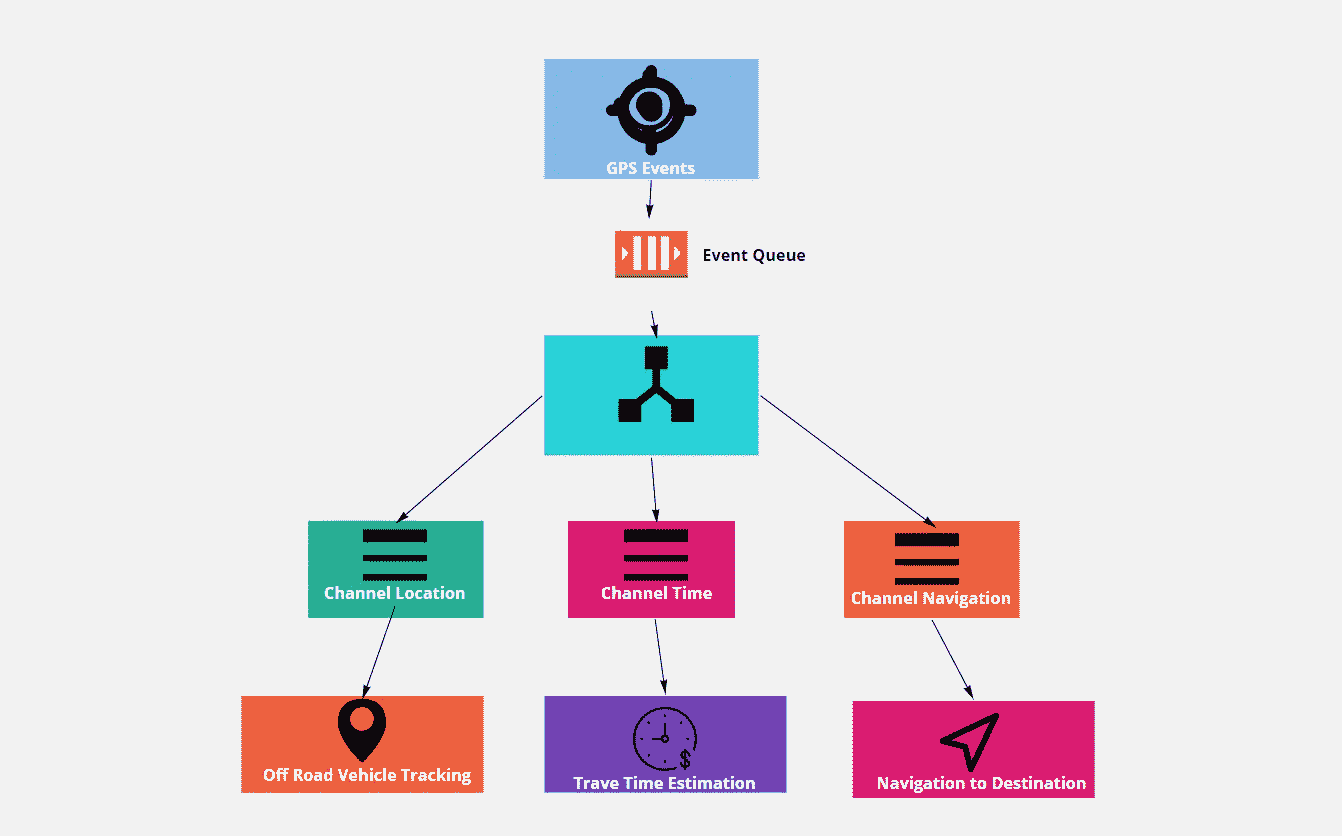 GPS Events
Event Queue
Channel Location
Channel Time
Channel Navigation
Off Road Vehicle Tracking
$
Trave Time Estimation
Navigation to Destination